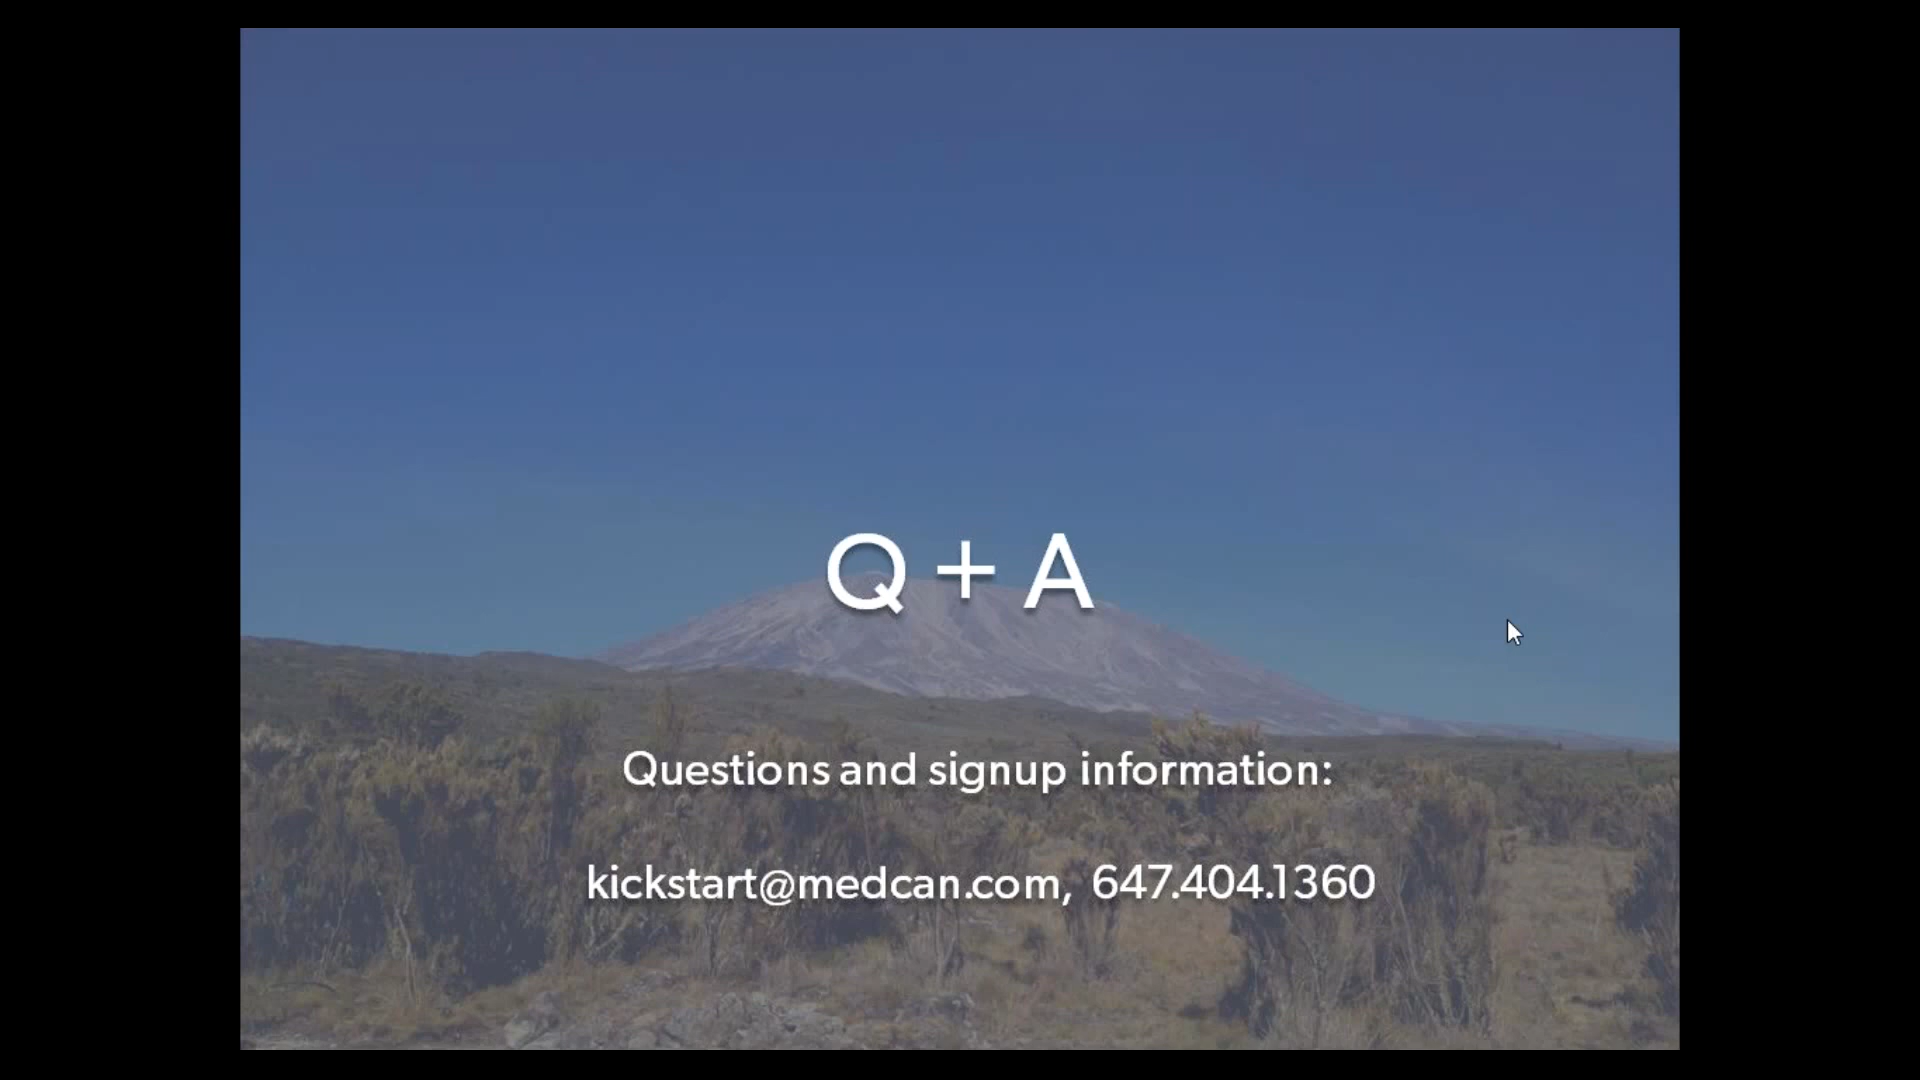 Q + A
Questions and signup information:
kickstart@medcan.com, 647.404.1360